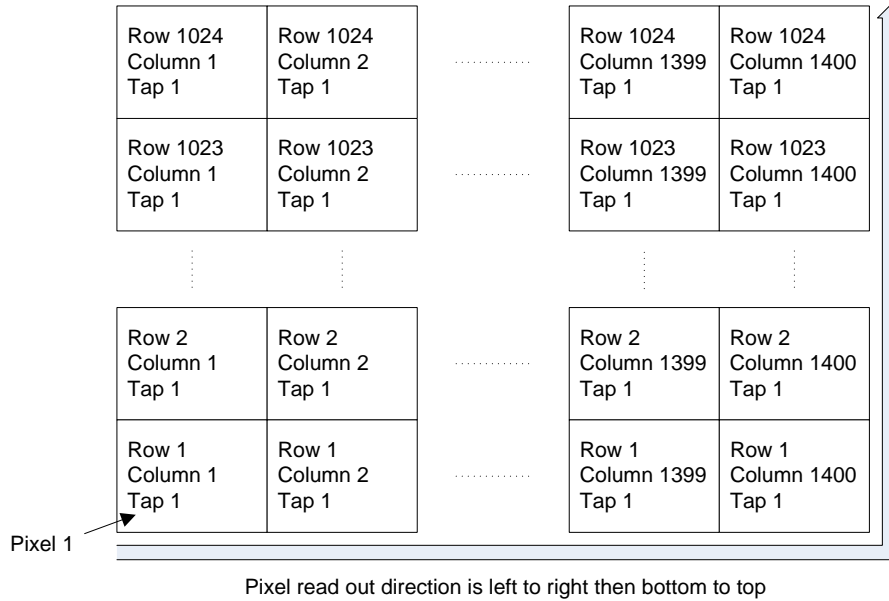 Row 1024 Row 1024 Row 1024 Row 1024
Column 1 Column 2 Column 1399 Column 1400
Tap 1 Tap 1 Tap 1 Tap 1
Row 1023 Row 1023 Row 1023 Row 1023
Column 1 Column 2 Column 1399 Column 1400
Tap 1 Tap 1 Tap 1 Tap 1
Row 2 Row 2 Row 2 Row 2
Column 1 Column 2 Column 1399 Column 1400
Tap 1 Tap 1 Tap 1 Tap 1
Row 1 Row 1 Row 1 Row 1
Column 1 Column 2 Column 1399 Column 1400
Tap 1 Tap 1 Tap 1 Tap 1
Pixel 1
Pixel read out direction is left to right then bottom to top